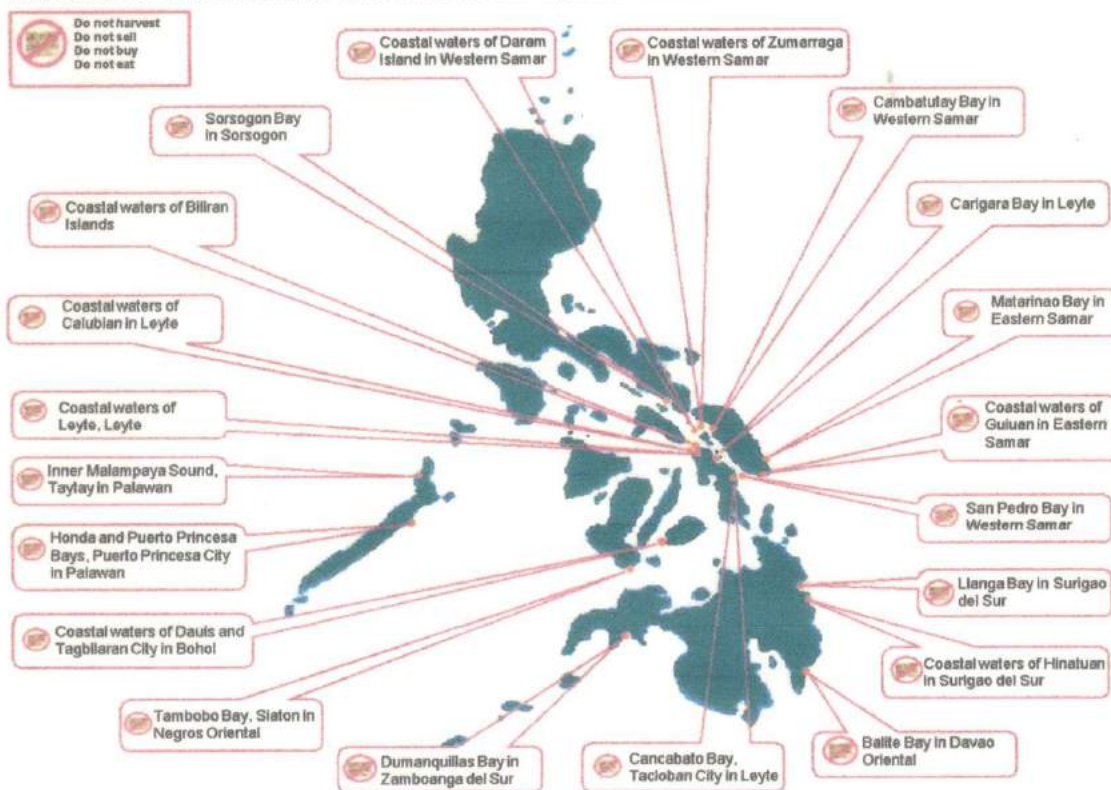 Do not harvest
Do not sell
Do not buy
Do not eat
Coastal waters of Daram
Island in Western Samar
Coastal waters of Zumarraga
in Western Samar
Sorsogon Bay
in Sorsogon
Cambatutay Bay in
Western Samar
Coastal waters of Biliran
Islands
Carigara Bay in Leyte
Coastal waters of
Calubian in Leyte
Matarinao Bay in
Eastern Samar
Coastal waters of
Leyte, Leyte
Coastal waters of
Guiuan in Eastern
Samar
Inner Malampaya Sound,
Taytay in Palawan
San Pedro Bay in
Western Samar
Honda and Puerto Princesa
Bays, Puerto Princesa City
in Palawan
Lianga Bay in Surigao
del Sur
Coastal waters of Dauis and
Tagbilaran City in Bohol
Coastal waters of Hinatuan
in Surigao del Sur
Tambobo Bay, Siaton in
Negros Oriental
Dumanquillas Bay in
Zamboanga del Sur
Cancabato Bay,
Tacloban City in Leyte
Balite Bay in Davao
Oriental